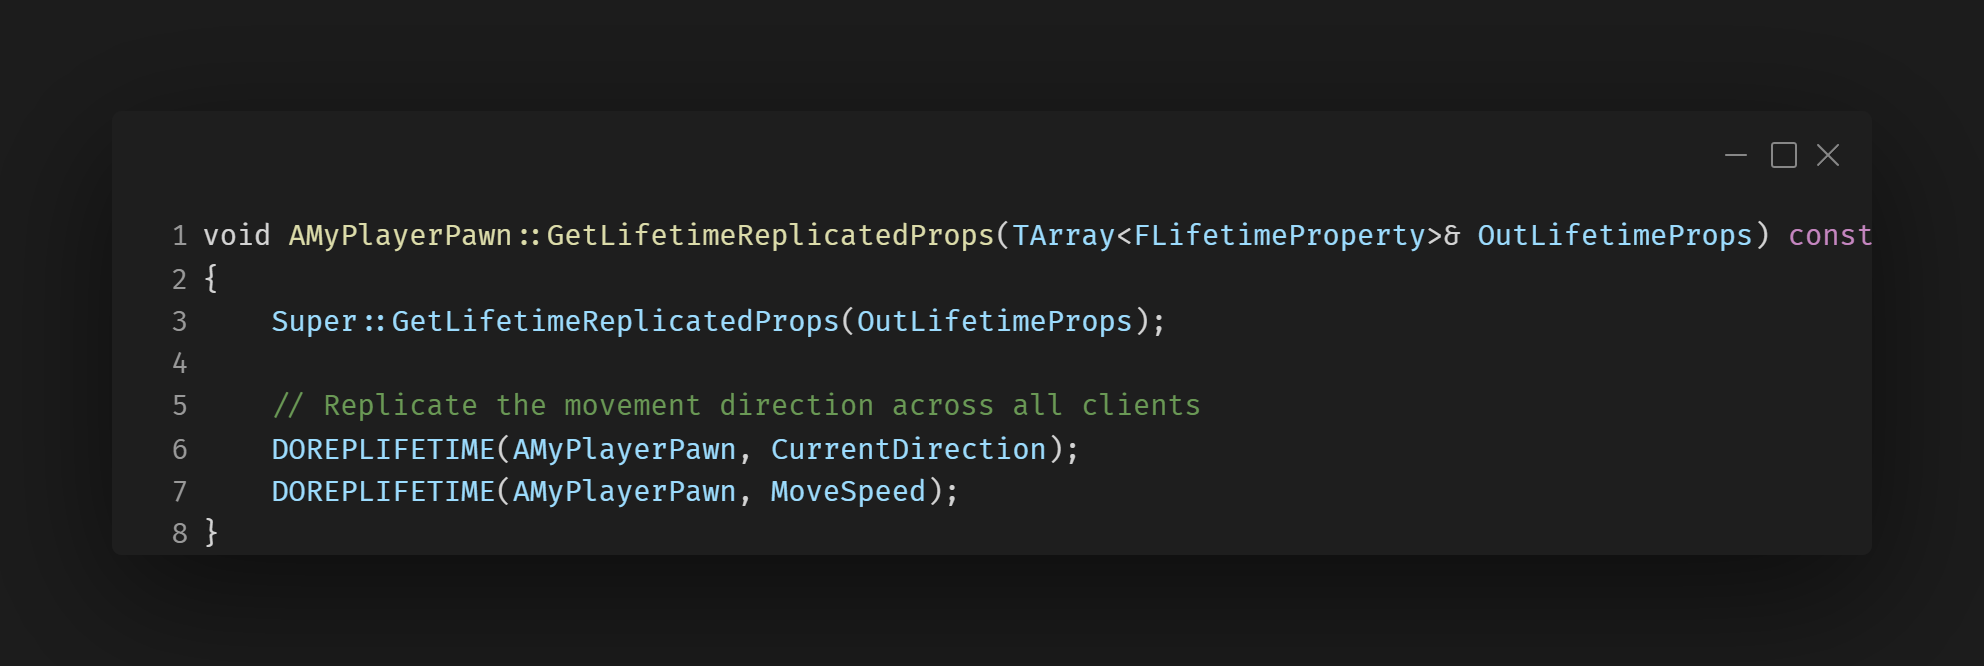 1 void AMyPlayerPawn::GetLifetimeReplicatedProps(TArray<FLifetimeProperty>& OutLifetimeProps) const
2 {
3     Super::GetLifetimeReplicatedProps(OutLifetimeProps);
4
5     // Replicate the movement direction across all clients
6     DOREPLIFETIME(AMyPlayerPawn, CurrentDirection);
7     DOREPLIFETIME(AMyPlayerPawn, MoveSpeed);
8 }